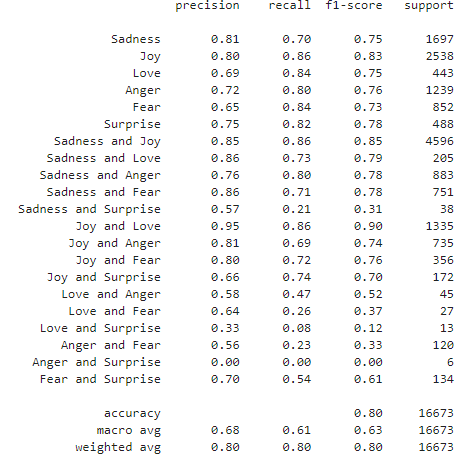 precision recall f1-score support
Sadness 0.81 0.70 0.75 1697
Joy 0.80 0.86 0.83 2538
Love 0.69 0.84 0.75 443
Anger 0.72 0.80 0.76 1239
Fear 0.65 0.84 0.73 852
Surprise 0.75 0.82 0.78 488
Sadness and Joy 0.85 0.86 0.85 4596
Sadness and Love 0.86 0.73 0.79 205
Sadness and Anger 0.76 0.80 0.78 883
Sadness and Fear 0.86 0.71 0.78 751
Sadness and Surprise 0.57 0.21 0.31 38
Joy and Love 0.95 0.86 0.90 1335
Joy and Anger 0.81 0.69 0.74 735
Joy and Fear 0.80 0.72 0.76 356
Joy and Surprise 0.66 0.74 0.70 172
Love and Anger 0.58 0.47 0.52 45
Love and Fear 0.64 0.26 0.37 27
Love and Surprise 0.33 0.08 0.12 13
Anger and Fear 0.56 0.23 0.33 120
Anger and Surprise 0.00 0.00 0.00 6
Fear and Surprise 0.70 0.54 0.61 134
accuracy 0.80 16673
macro avg 0.68 0.61 0.63 16673
weighted avg 0.80 0.80 0.80 16673